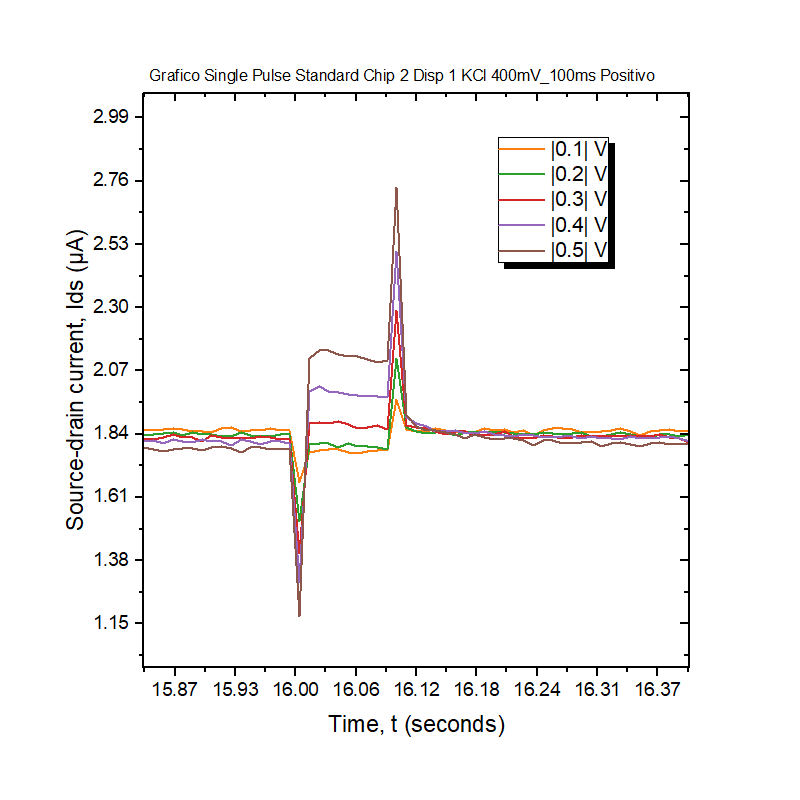 Grafico Single Pulse Standard Chip 2 Disp 1 KCl 400mV_100ms Positivo
2.99
2.76
2.53
2.30
2.07
1.84
1.61
1.38
1.15
Source-drain current, Ids (µA)
|0.1| V
|0.2| V
|0.3| V
|0.4| V
|0.5| V
15.87 15.93 16.00 16.06 16.12 16.18 16.24 16.31 16.37
Time, t (seconds)